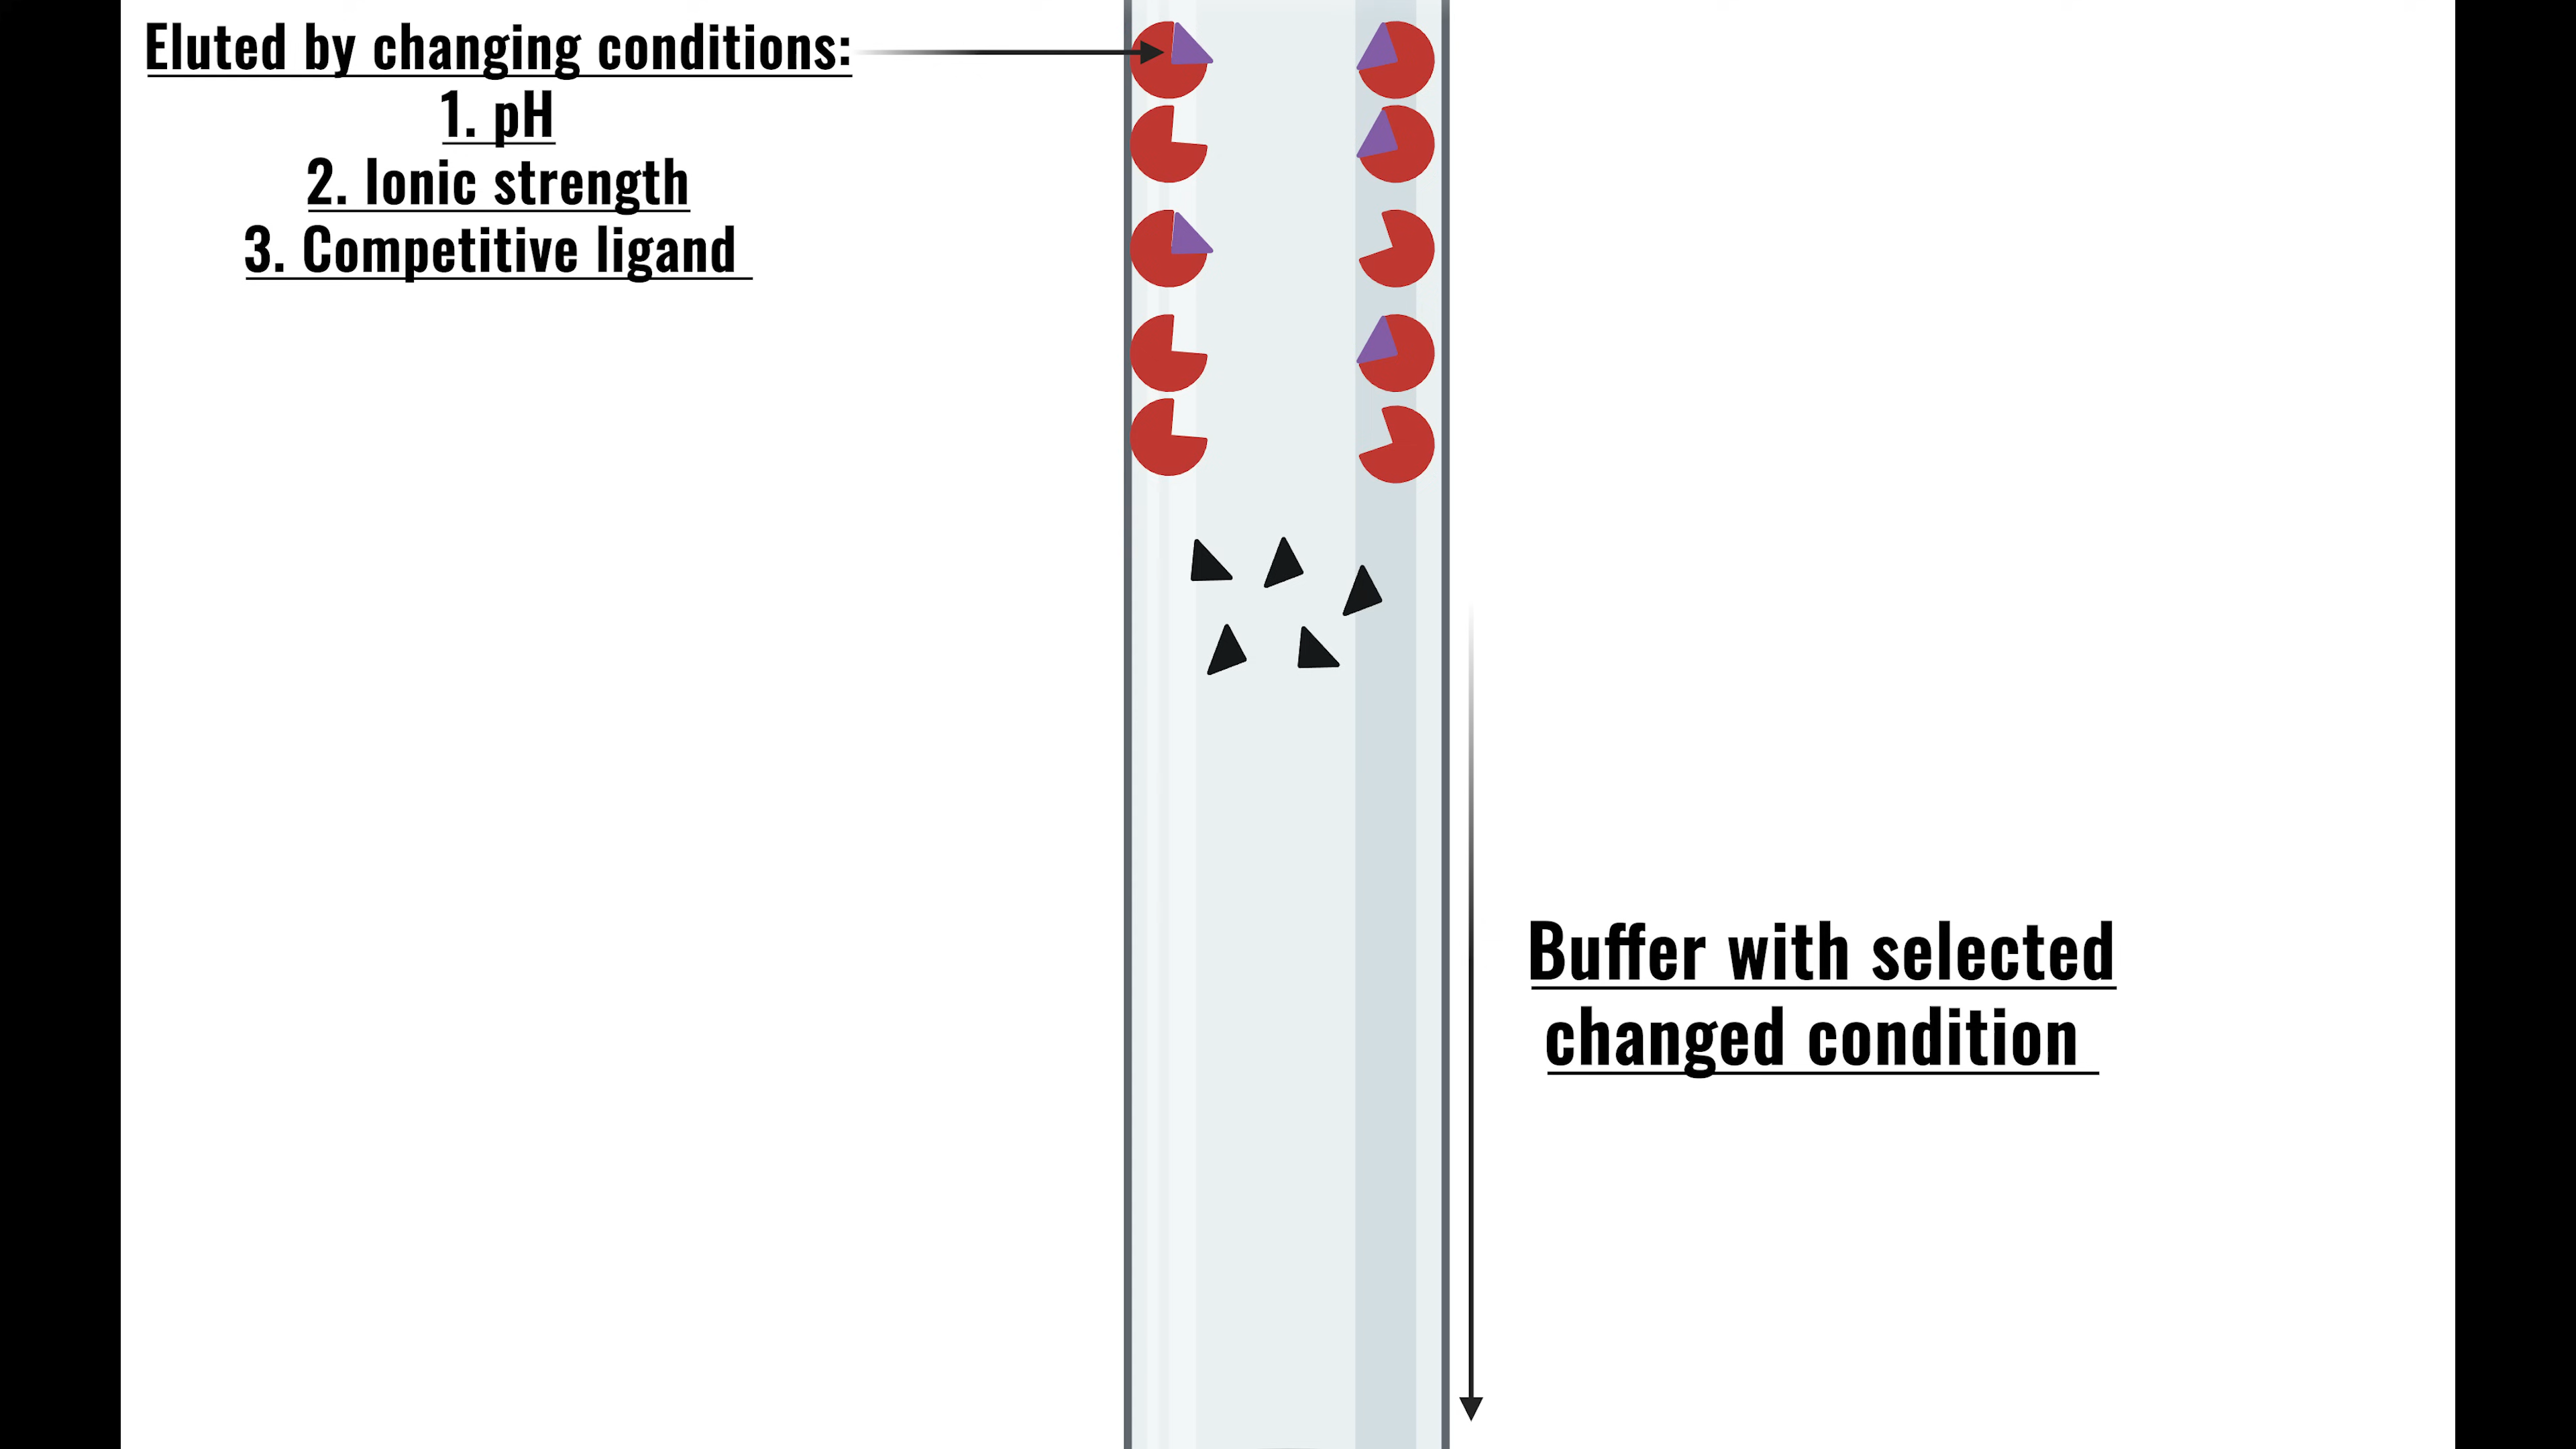 Eluted by changing conditions:
1. pH
2. Ionic strength
3. Competitive ligand
Buffer with selected
changed condition